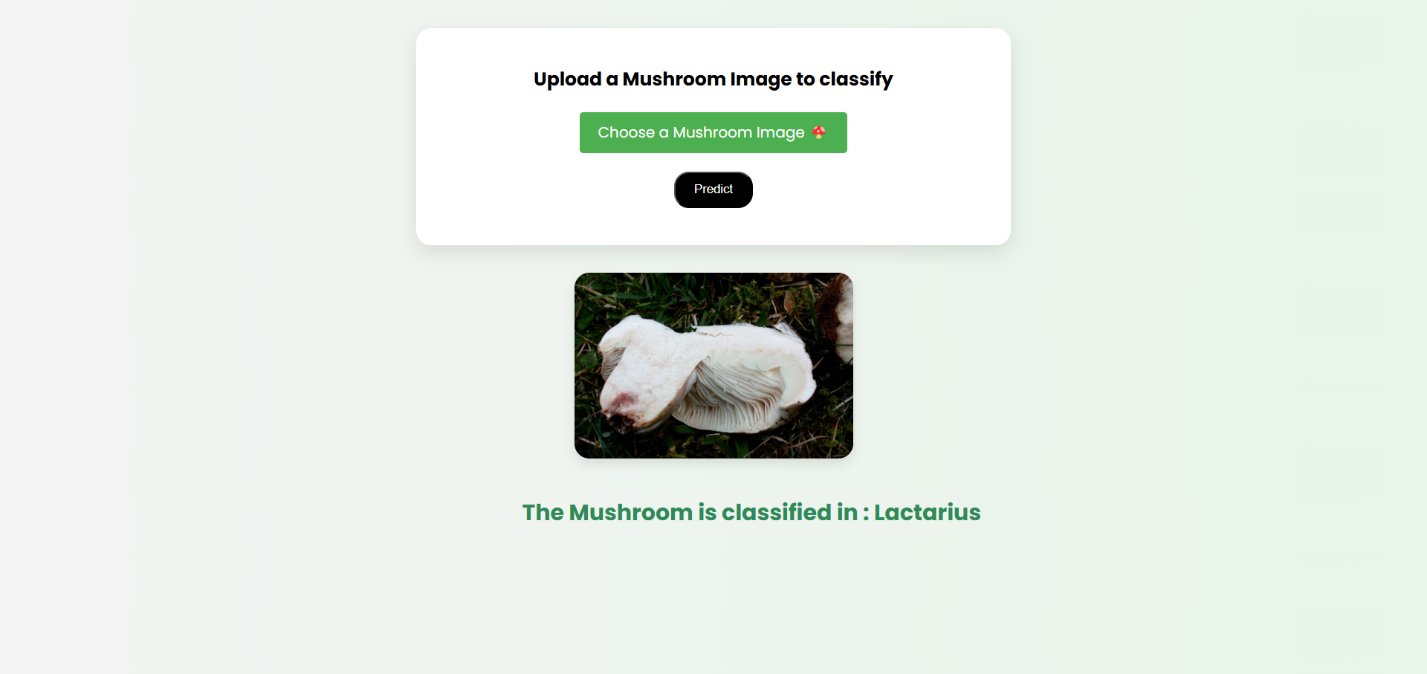 Upload a Mushroom Image to classify
Choose a Mushroom Image 🍄
Predict
The Mushroom is classified in : Lactarius